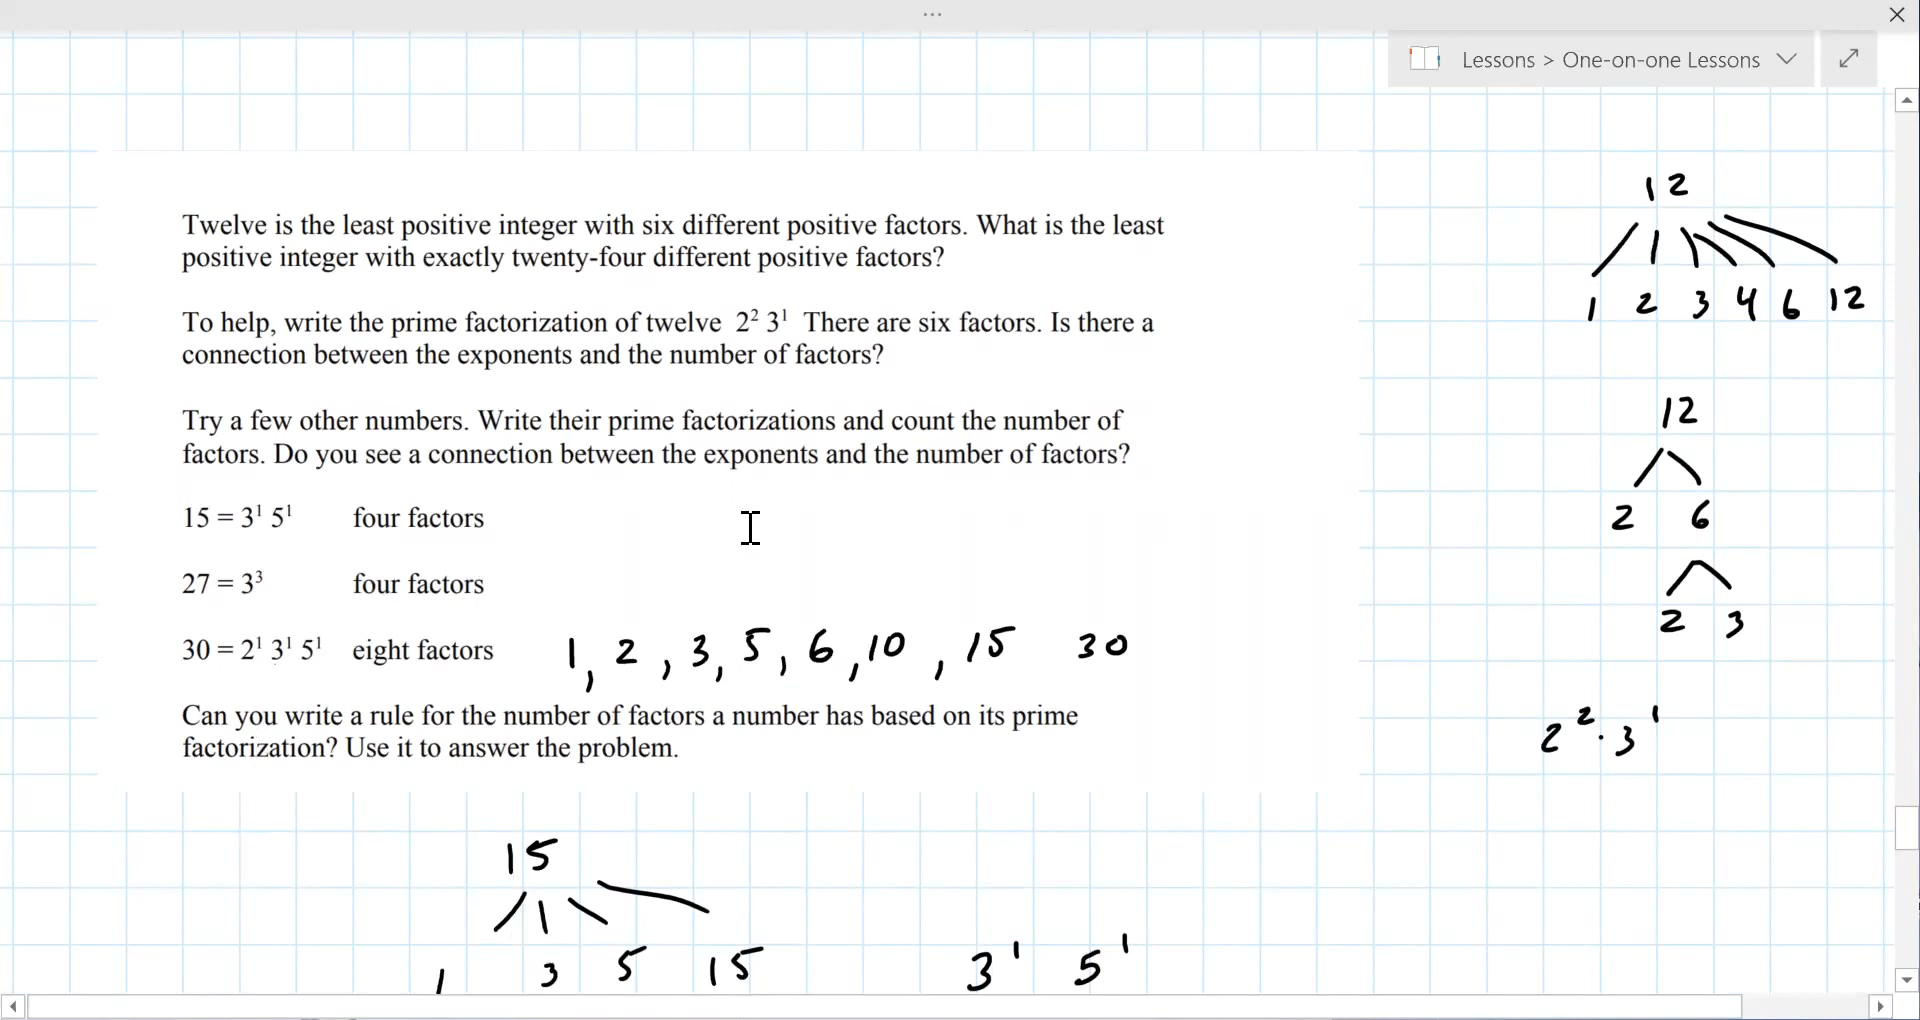 ...
Lessons > One-on-one Lessons
Twelve is the least positive integer with six different positive factors. What is the least
positive integer with exactly twenty-four different positive factors?
To help, write the prime factorization of twelve 2² 3¹ There are six factors. Is there a
connection between the exponents and the number of factors?
Try a few other numbers. Write their prime factorizations and count the number of
factors. Do you see a connection between the exponents and the number of factors?
15 = 3¹ 5¹ four factors
27 = 3³ four factors
30 = 2¹ 3¹ 5¹ eight factors 1, 2, 3, 5, 6, 10, 15 30
Can you write a rule for the number of factors a number has based on its prime
factorization? Use it to answer the problem.
12
1 2 3 4 6 12
12
2 6
2 3
2² · 3¹
15
1 3 5 15
3¹ 5¹